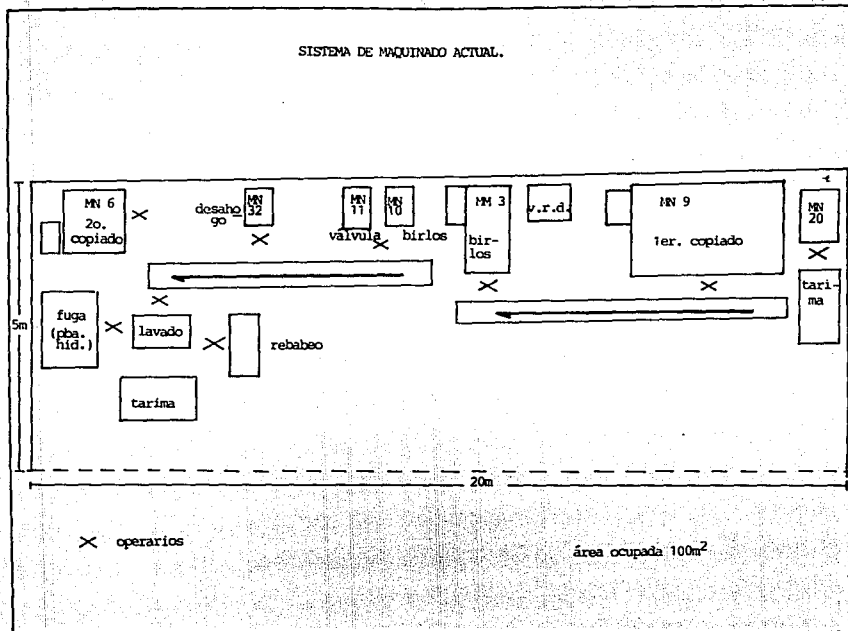 SISTEMA DE MAQUINADO ACTUAL.
MN 6
2o.
copiado
desaho
go
MN
32
MN
11
válvula
MN
10
birlos
MM 3
bir-
los
v.r.d.
MN 9
1er. copiado
MN
20
tari-
ma
5m
fuga
(pba.
hid.)
lavado
rebabeo
tarima
20m
operarios
área ocupada 100m²